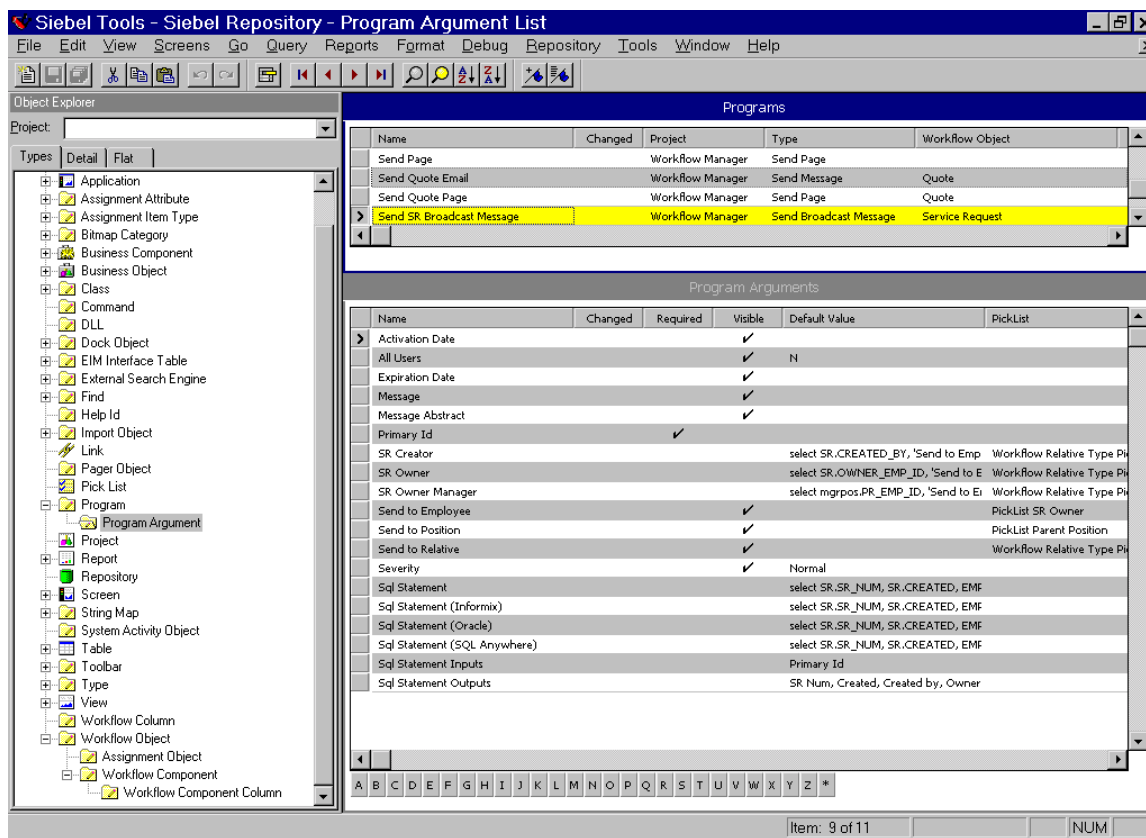 Siebel Tools - Siebel Repository - Program Argument List
File Edit View Screens Go Query Reports Format Debug Repository Tools Window Help
Object Explorer
Project:
Types Detail Flat
Application
Assignment Attribute
Assignment Item Type
Bitmap Category
Business Component
Business Object
Class
Command
DLL
Dock Object
EIM Interface Table
External Search Engine
Find
Help Id
Import Object
Link
Pager Object
Pick List
Program
Program Argument
Project
Report
Repository
Screen
String Map
System Activity Object
Table
Toolbar
Type
View
Workflow Column
Workflow Object
Assignment Object
Workflow Component
Workflow Component Column
Programs
Name Changed Project Type Workflow Object
Send Page Workflow Manager Send Page
Send Quote Email Workflow Manager Send Message Quote
Send Quote Page Workflow Manager Send Page Quote
Send SR Broadcast Message Workflow Manager Send Broadcast Message Service Request
Program Arguments
Name Changed Required Visible Default Value PickList
Activation Date ✓
All Users ✓ N
Expiration Date ✓
Message ✓
Message Abstract ✓
Primary Id ✓
SR Creator select SR.CREATED_BY, 'Send to Emp Workflow Relative Type Pi
SR Owner select SR.OWNER_EMP_ID, 'Send to E Workflow Relative Type Pi
SR Owner Manager select mgrpos.PR_EMP_ID, 'Send to Ei Workflow Relative Type Pi
Send to Employee ✓ PickList SR Owner
Send to Position ✓ PickList Parent Position
Send to Relative ✓ Workflow Relative Type Pi
Severity ✓ Normal
Sql Statement select SR.SR_NUM, SR.CREATED, EMP
Sql Statement (Informix) select SR.SR_NUM, SR.CREATED, EMP
Sql Statement (Oracle) select SR.SR_NUM, SR.CREATED, EMP
Sql Statement (SQL Anywhere) select SR.SR_NUM, SR.CREATED, EMP
Sql Statement Inputs Primary Id
Sql Statement Outputs SR Num, Created, Created by, Owner
A B C D E F G H I J K L M N O P Q R S T U V W X Y Z *
Item: 9 of 11 NUM